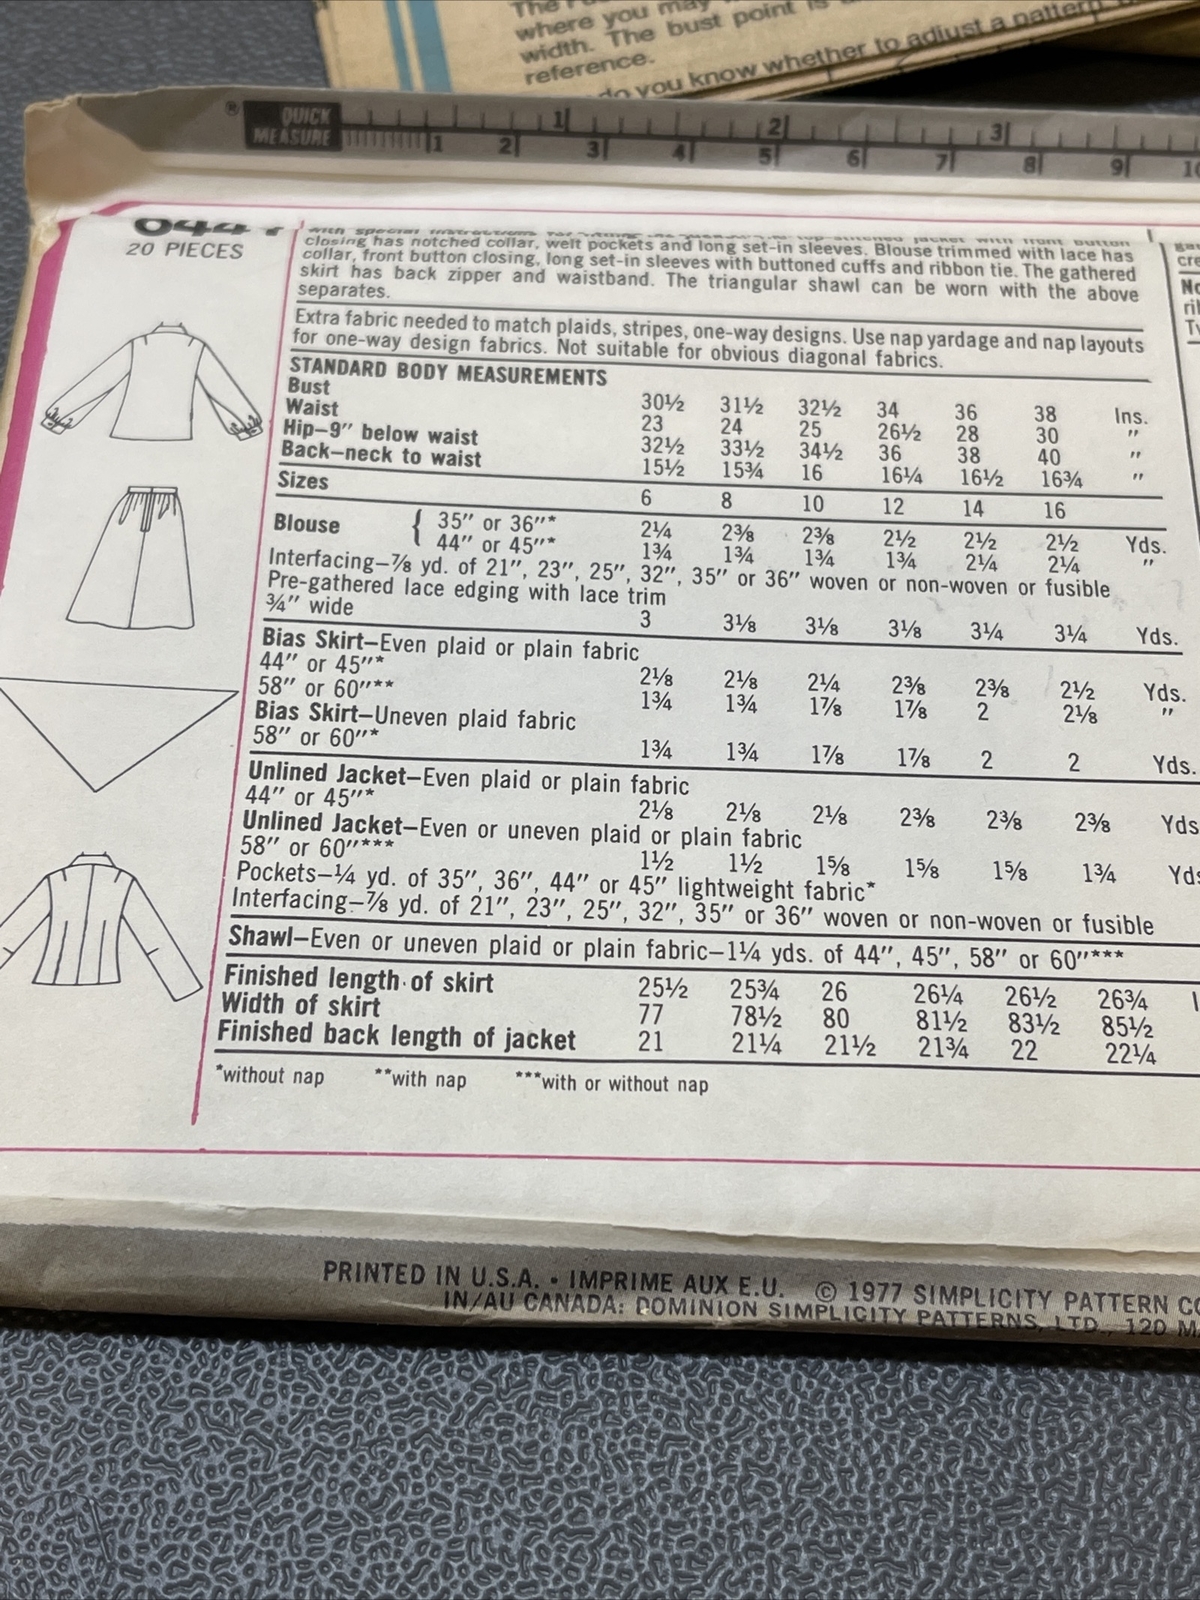 The
where you may
width. The bust point is
reference.
do you know whether to adjust a pattern
® QUICK MEASURE
1 2 3
1 2 3 4 5 6 7 8 9 10
20 PIECES
closing has notched collar, welt pockets and long set-in sleeves. Blouse trimmed with lace has
collar, front button closing, long set-in sleeves with buttoned cuffs and ribbon tie. The gathered
skirt has back zipper and waistband. The triangular shawl can be worn with the above
separates.
Extra fabric needed to match plaids, stripes, one-way designs. Use nap yardage and nap layouts
for one-way design fabrics. Not suitable for obvious diagonal fabrics.
STANDARD BODY MEASUREMENTS
Bust 30½ 31½ 32½ 34 36 38 Ins.
Waist 23 24 25 26½ 28 30 ″
Hip–9″ below waist 32½ 33½ 34½ 36 38 40 ″
Back–neck to waist 15½ 15¾ 16 16¼ 16½ 16¾ ″
Sizes 6 8 10 12 14 16
Blouse { 35″ or 36″* 2¼ 2⅜ 2⅜ 2½ 2½ 2½ Yds.
44″ or 45″* 1¾ 1¾ 1¾ 1¾ 2¼ 2¼ ″
Interfacing–⅞ yd. of 21″, 23″, 25″, 32″, 35″ or 36″ woven or non-woven or fusible
Pre-gathered lace edging with lace trim
¾″ wide 3 3⅛ 3⅛ 3⅛ 3¼ 3¼ Yds.
Bias Skirt–Even plaid or plain fabric
44″ or 45″* 2⅛ 2⅛ 2¼ 2⅜ 2⅜ 2½ Yds.
58″ or 60″** 1¾ 1¾ 1⅞ 1⅞ 2 2⅛ ″
Bias Skirt–Uneven plaid fabric
58″ or 60″* 1¾ 1¾ 1⅞ 1⅞ 2 2 Yds.
Unlined Jacket–Even plaid or plain fabric
44″ or 45″* 2⅛ 2⅛ 2⅛ 2⅜ 2⅜ 2⅜ Yds
Unlined Jacket–Even or uneven plaid or plain fabric
58″ or 60″*** 1½ 1½ 1⅝ 1⅝ 1⅝ 1¾ Yds
Pockets–¼ yd. of 35″, 36″, 44″ or 45″ lightweight fabric*
Interfacing–⅞ yd. of 21″, 23″, 25″, 32″, 35″ or 36″ woven or non-woven or fusible
Shawl–Even or uneven plaid or plain fabric–1¼ yds. of 44″, 45″, 58″ or 60″***
Finished length of skirt 25½ 25¾ 26 26¼ 26½ 26¾
Width of skirt 77 78½ 80 81½ 83½ 85½
Finished back length of jacket 21 21¼ 21½ 21¾ 22 22¼
*without nap **with nap ***with or without nap
PRINTED IN U.S.A. • IMPRIME AUX E.U. © 1977 SIMPLICITY PATTERN CO
IN/AU CANADA: DOMINION SIMPLICITY PATTERNS, LTD., 120